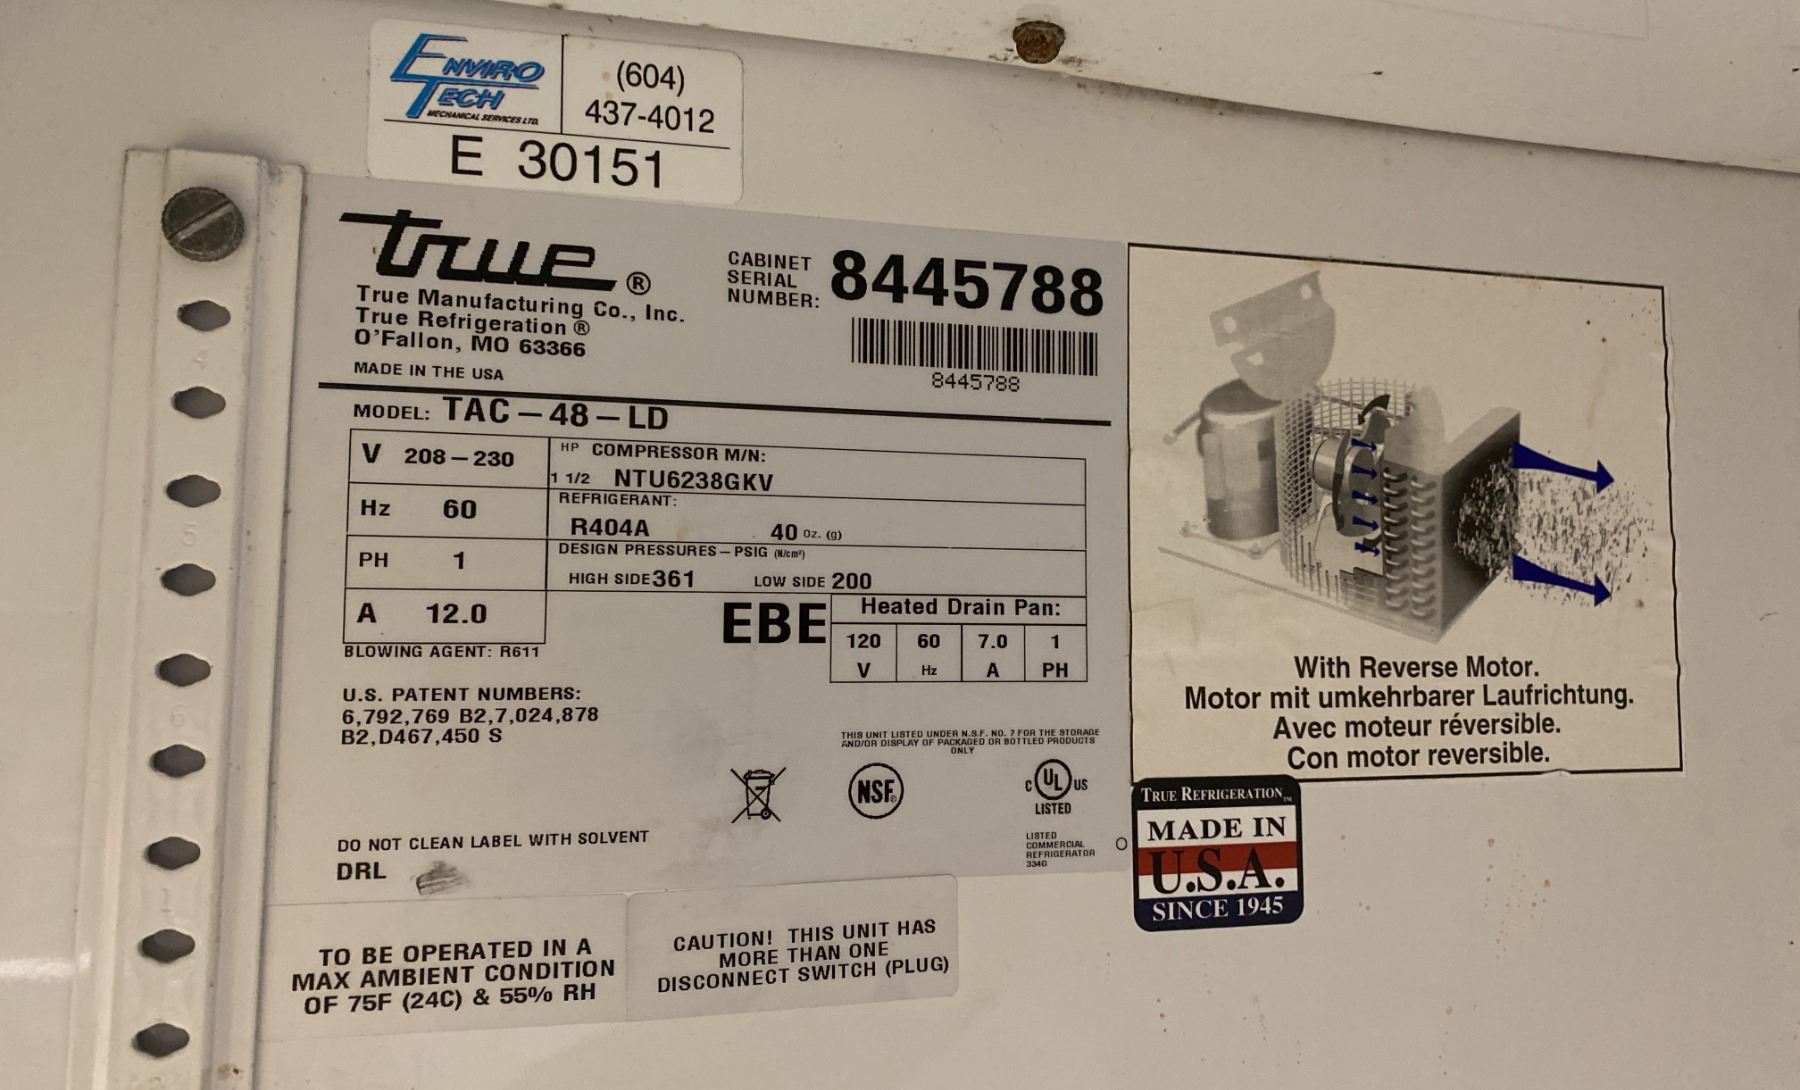 ENVIRO
TECH
MECHANICAL SERVICES LTD.
(604)
437-4012
E 30151
true®
True Manufacturing Co., Inc.
True Refrigeration ®
O'Fallon, MO 63366
MADE IN THE USA
CABINET
SERIAL
NUMBER: 8445788
8445788
MODEL: TAC-48-LD
V 208-230
Hz 60
PH 1
A 12.0
HP COMPRESSOR M/N:
1 1/2 NTU6238GKV
REFRIGERANT:
R404A 40 oz. (g)
DESIGN PRESSURES-PSIG (N/cm²)
HIGH SIDE 361 LOW SIDE 200
EBE
Heated Drain Pan:
120 60 7.0 1
V Hz A PH
BLOWING AGENT: R611
U.S. PATENT NUMBERS:
6,792,769 B2,7,024,878
B2,D467,450 S
THIS UNIT LISTED UNDER N.S.F. NO. 7 FOR THE STORAGE
AND/OR DISPLAY OF PACKAGED OR BOTTLED PRODUCTS
ONLY
NSF®
C UL US
LISTED
LISTED
COMMERCIAL
REFRIGERATOR
3340
DO NOT CLEAN LABEL WITH SOLVENT
DRL
With Reverse Motor.
Motor mit umkehrbarer Laufrichtung.
Avec moteur réversible.
Con motor reversible.
TRUE REFRIGERATION™
MADE IN
U.S.A.
SINCE 1945
TO BE OPERATED IN A
MAX AMBIENT CONDITION
OF 75F (24C) & 55% RH
CAUTION! THIS UNIT HAS
MORE THAN ONE
DISCONNECT SWITCH (PLUG)
4
5
6
1